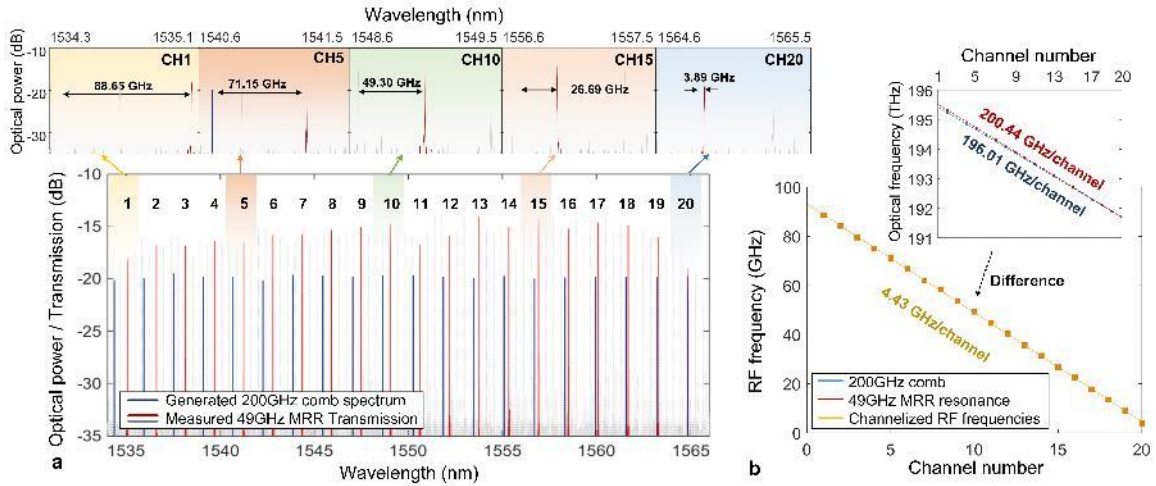 Wavelength (nm)
1534.3 1535.1 1540.6 1541.5 1548.6 1549.5 1556.6 1557.5 1564.6 1565.5
Optical power (dB)
-10
-20
-30
CH1 CH5 CH10 CH15 CH20
88.65 GHz 71.15 GHz 49.30 GHz 26.69 GHz 3.89 GHz
Optical power / Transmission (dB)
-10
-15
-20
-25
-30
-35
1 2 3 4 5 6 7 8 9 10 11 12 13 14 15 16 17 18 19 20
Generated 200GHz comb spectrum
Measured 49GHz MRR Transmission
1535 1540 1545 1550 1555 1560 1565
Wavelength (nm)
a
Channel number
1 5 9 13 17 20
Optical frequency (THz)
196
195
194
193
192
191
200.44 GHz/channel
196.01 GHz/channel
Difference
RF frequency (GHz)
100
80
60
40
20
0
4.43 GHz/channel
200GHz comb
49GHz MRR resonance
Channelized RF frequencies
0 5 10 15 20
Channel number
b